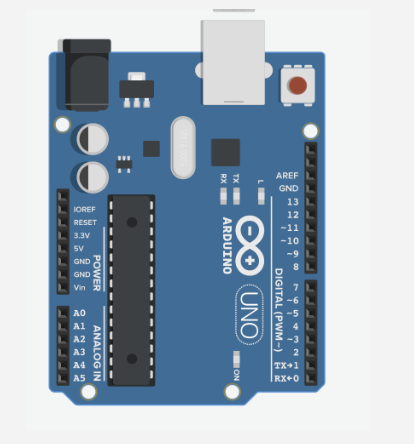 RX
TX
L
AREF
GND
13
12
~11
~10
~9
8
7
~6
~5
4
~3
2
TX→1
RX←0
DIGITAL (PWM~)
IOREF
RESET
3.3V
5V
GND
GND
Vin
POWER
A0
A1
A2
A3
A4
A5
ANALOG IN
ARDUINO
UNO
ON